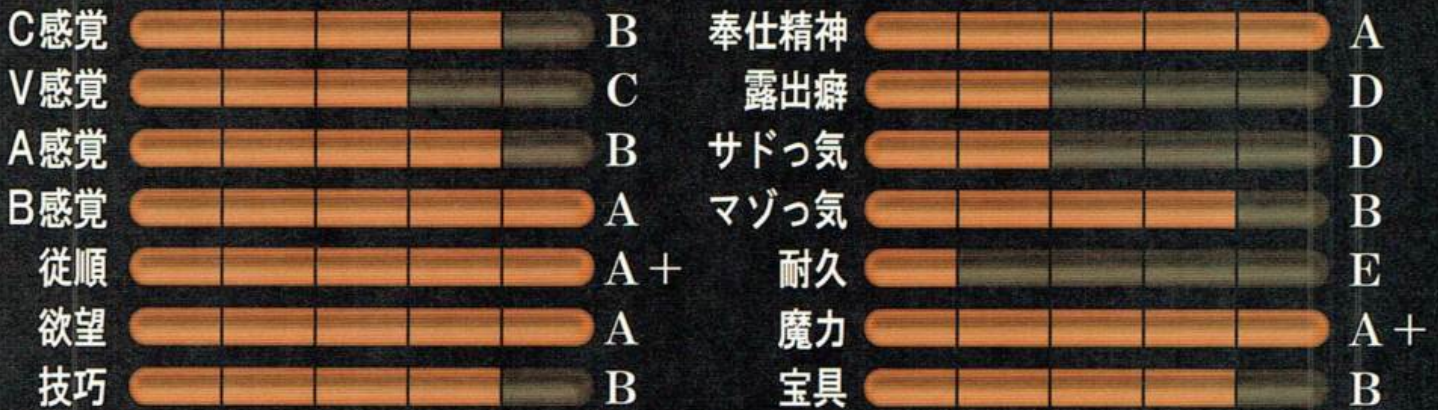 C感覚 B
V感覚 C
A感覚 B
B感覚 A
従順 A+
欲望 A
技巧 B
奉仕精神 A
露出癖 D
サドっ気 D
マゾっ気 B
耐久 E
魔力 A+
宝具 B